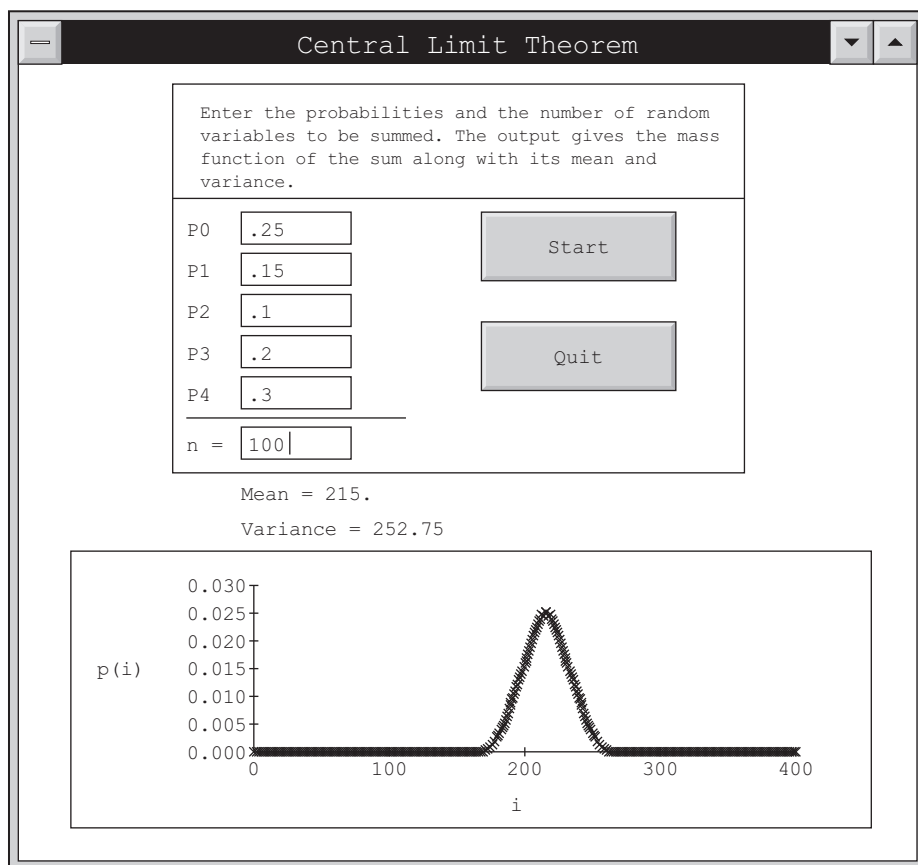 Central Limit Theorem
Enter the probabilities and the number of random
variables to be summed. The output gives the mass
function of the sum along with its mean and
variance.
P0 .25
Start
P1 .15
P2 .1
P3 .2
Quit
P4 .3
n = 100
Mean = 215.
Variance = 252.75
0.030
0.025
0.020
p(i) 0.015
0.010
0.005
0.000
0 100 200 300 400
i